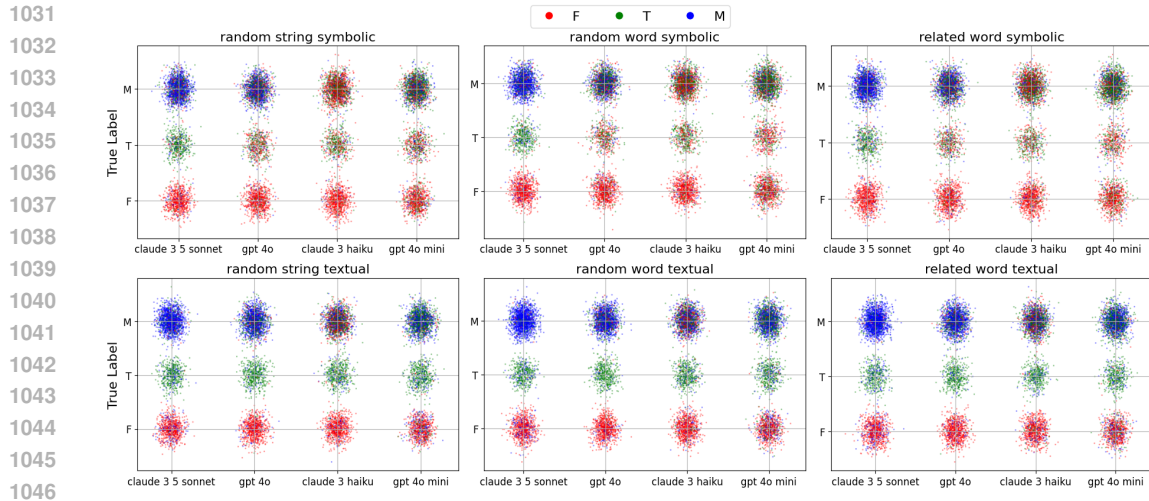 1031
1032
1033
1034
1035
1036
1037
1038
1039
1040
1041
1042
1043
1044
1045
1046
F T M
random string symbolic
True Label
M
T
F
claude 3 5 sonnet gpt 4o claude 3 haiku gpt 4o mini
random word symbolic
M
T
F
claude 3 5 sonnet gpt 4o claude 3 haiku gpt 4o mini
related word symbolic
M
T
F
claude 3 5 sonnet gpt 4o claude 3 haiku gpt 4o mini
random string textual
True Label
M
T
F
claude 3 5 sonnet gpt 4o claude 3 haiku gpt 4o mini
random word textual
M
T
F
claude 3 5 sonnet gpt 4o claude 3 haiku gpt 4o mini
related word textual
M
T
F
claude 3 5 sonnet gpt 4o claude 3 haiku gpt 4o mini